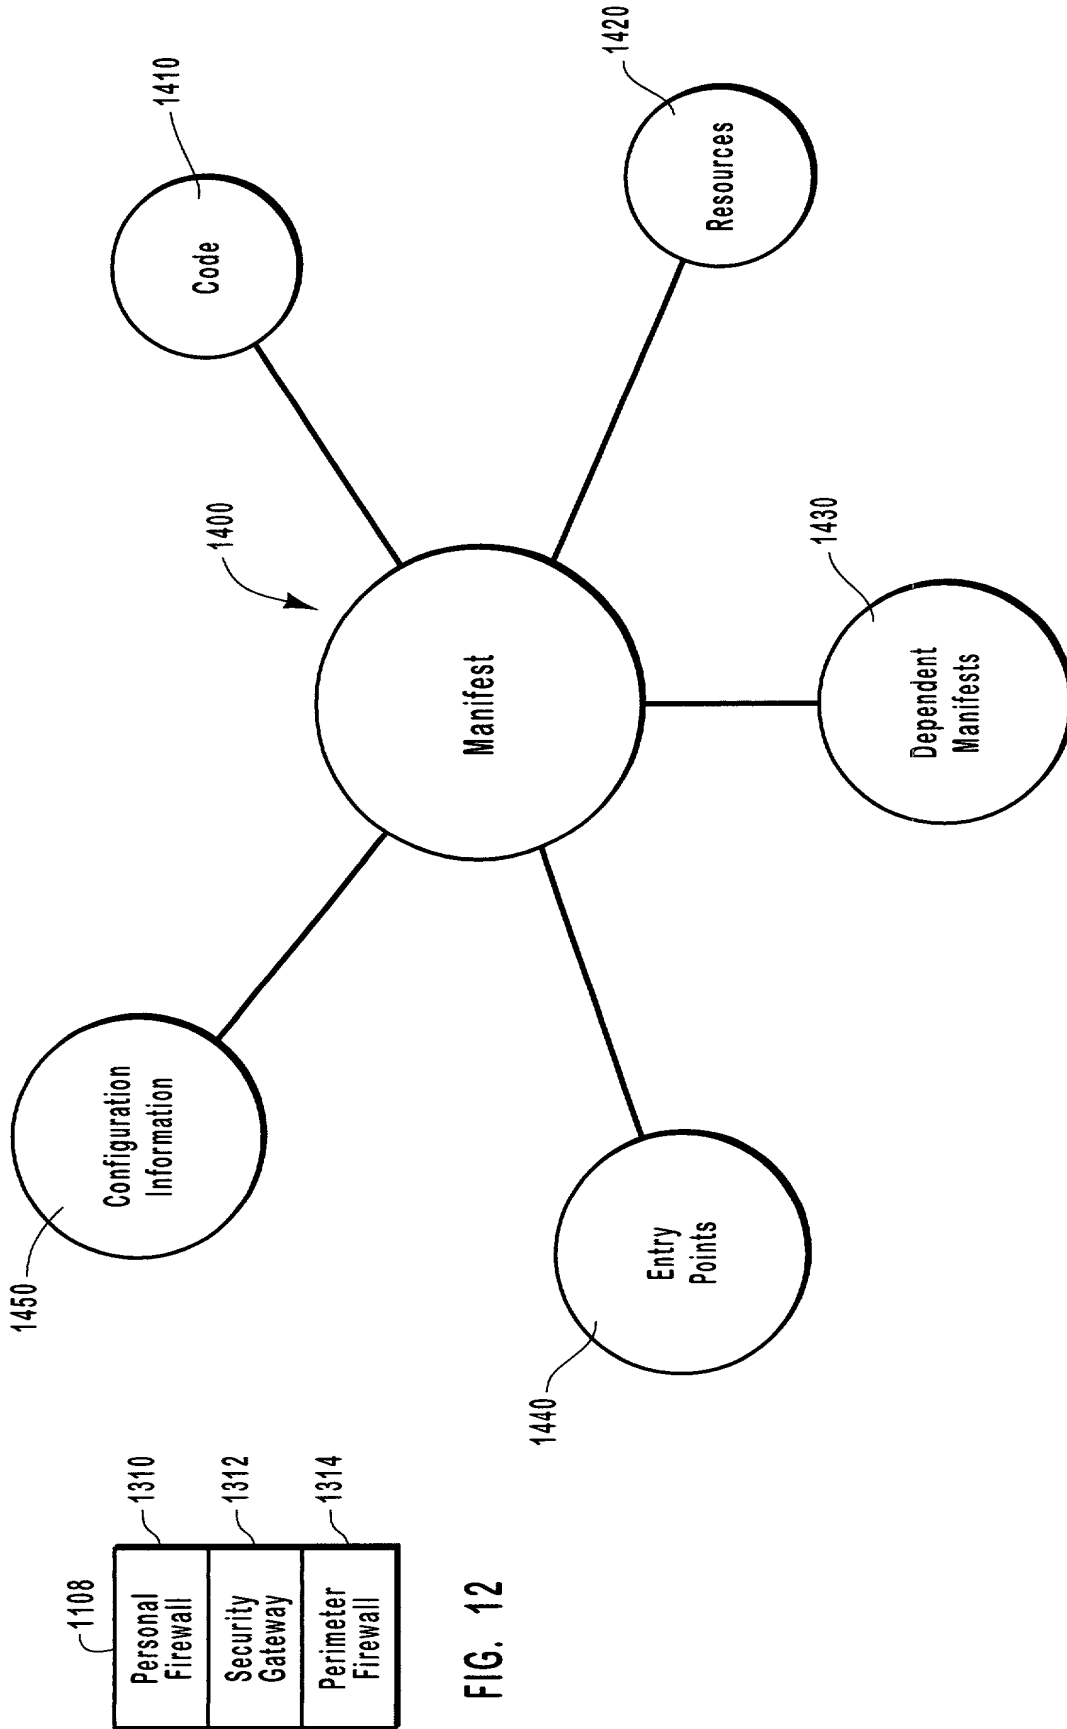 1108
Personal
Firewall
1310
Security
Gateway
1312
Perimeter
Firewall
1314
FIG. 12
1400
Manifest
Code
1410
Resources
1420
Dependent
Manifests
1430
Entry
Points
1440
Configuration
Information
1450